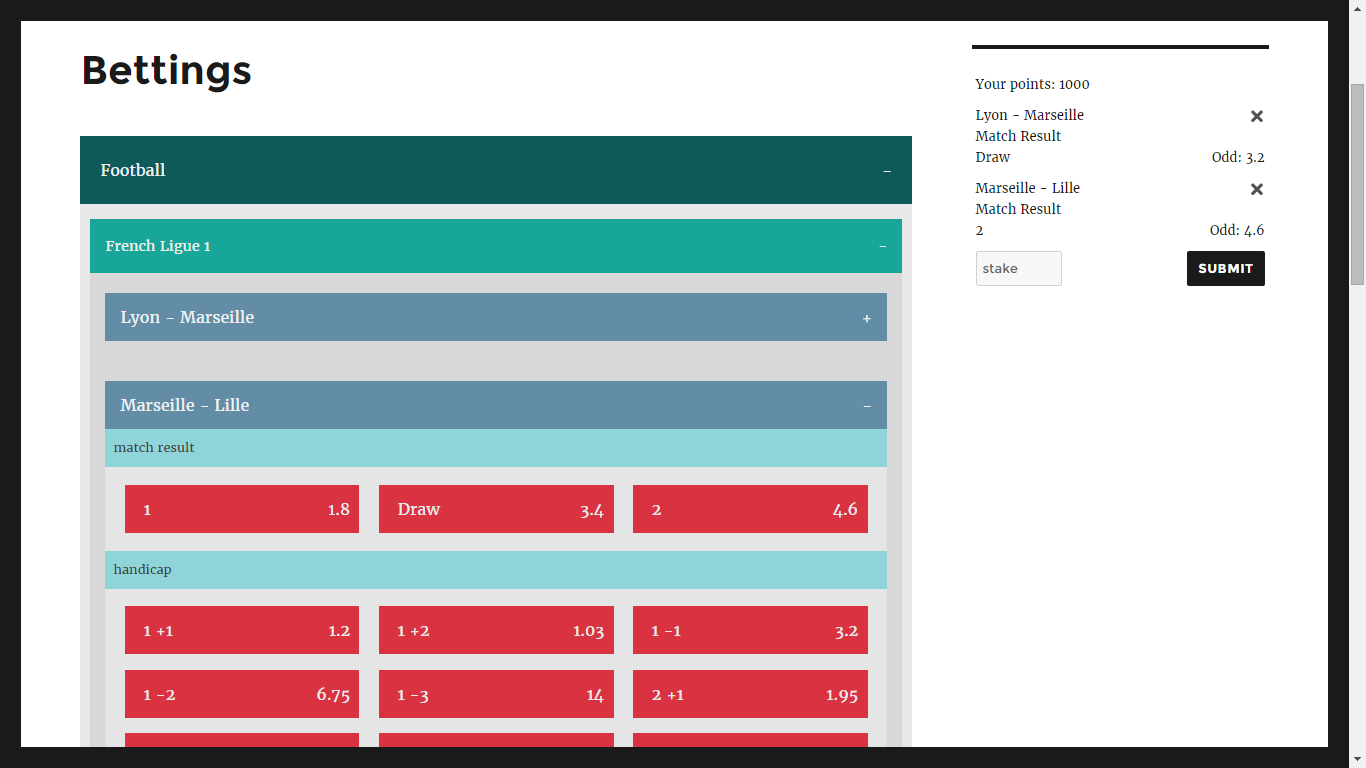 Bettings
Football -
French Ligue 1 -
Lyon - Marseille +
Marseille - Lille -
match result
1 1.8 Draw 3.4 2 4.6
handicap
1 +1 1.2 1 +2 1.03 1 -1 3.2
1 -2 6.75 1 -3 14 2 +1 1.95
Your points: 1000
Lyon - Marseille
Match Result
Draw Odd: 3.2
Marseille - Lille
Match Result
2 Odd: 4.6
stake SUBMIT